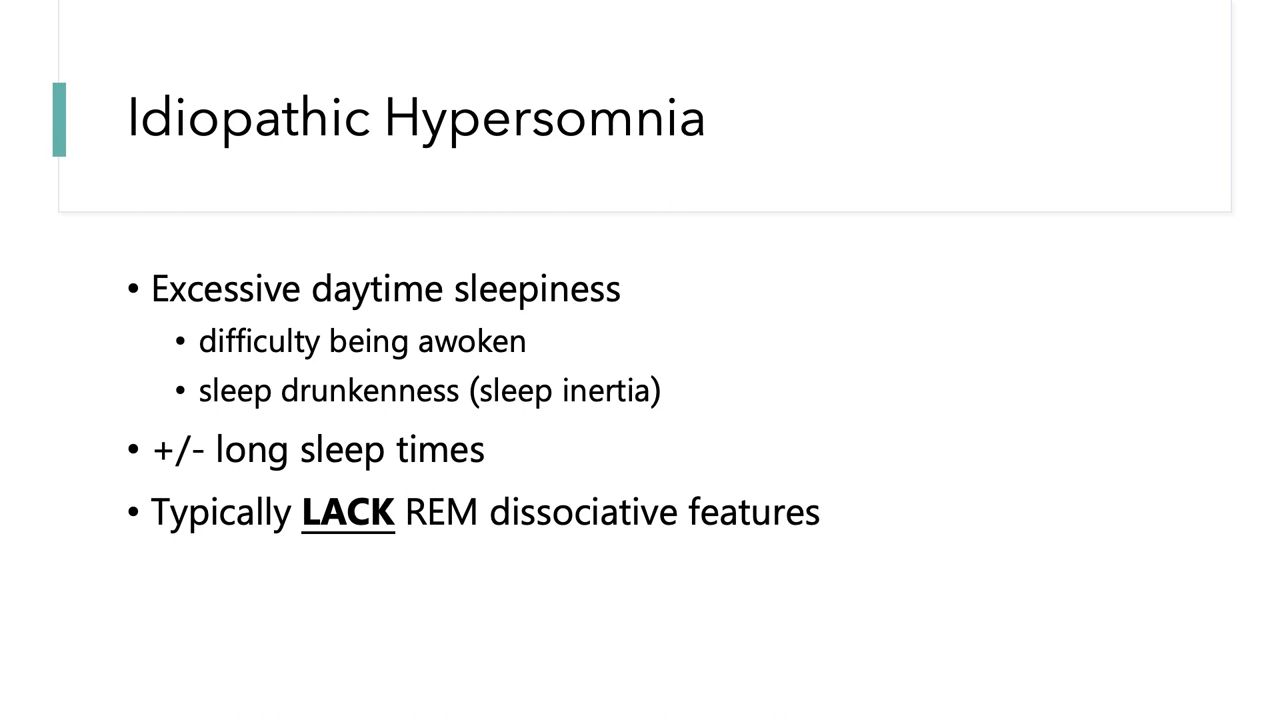 Idiopathic Hypersomnia
• Excessive daytime sleepiness
• difficulty being awoken
• sleep drunkenness (sleep inertia)
• +/- long sleep times
• Typically LACK REM dissociative features